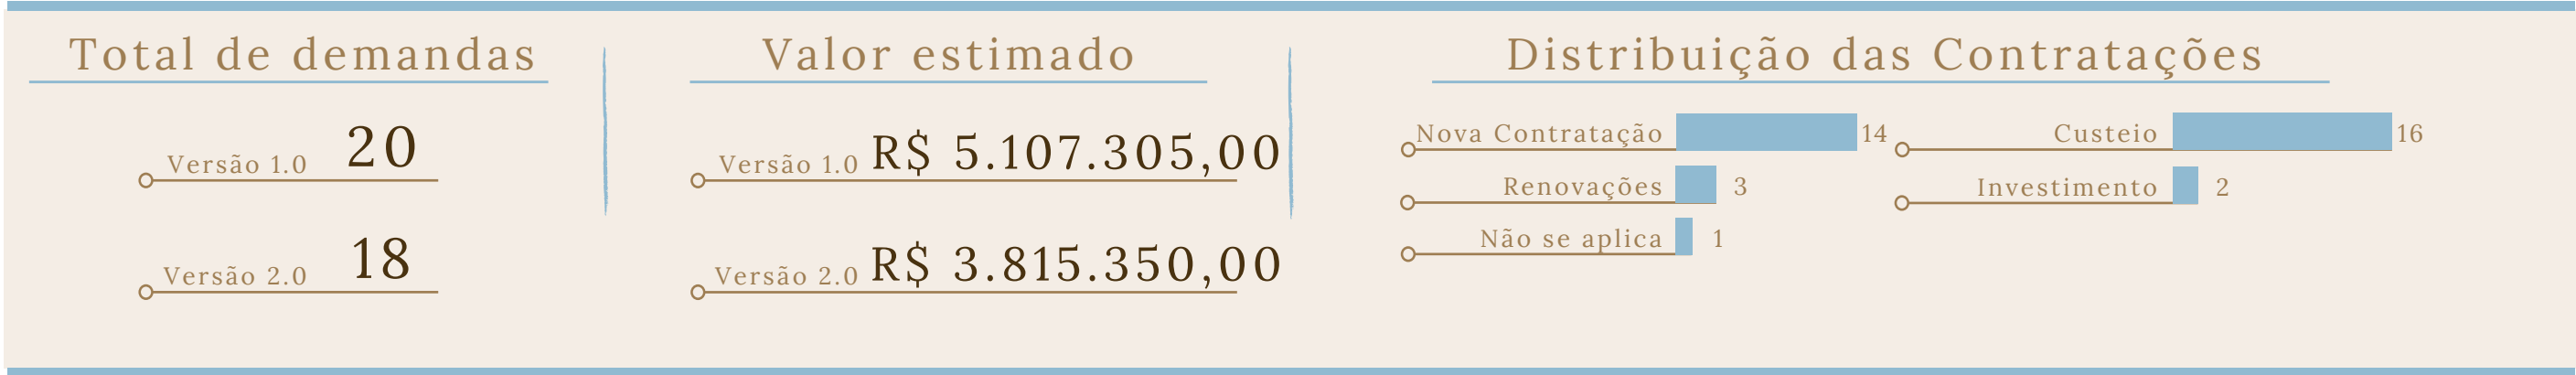 Total de demandas
Versão 1.0 20
Versão 2.0 18
Valor estimado
Versão 1.0 R$ 5.107.305,00
Versão 2.0 R$ 3.815.350,00
Distribuição das Contratações
Nova Contratação 14
Renovações 3
Não se aplica 1
Custeio 16
Investimento 2